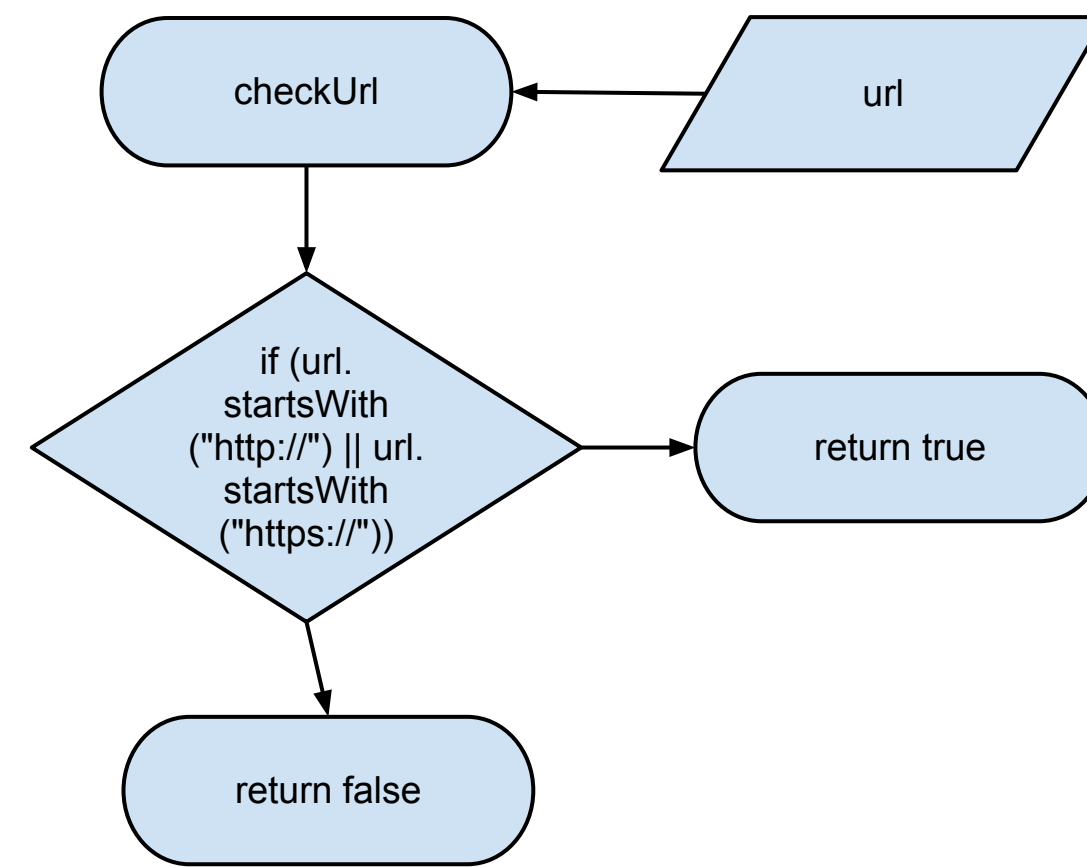 checkUrl
url
if (url.
startsWith
("http://") || url.
startsWith
("https://"))
return true
return false